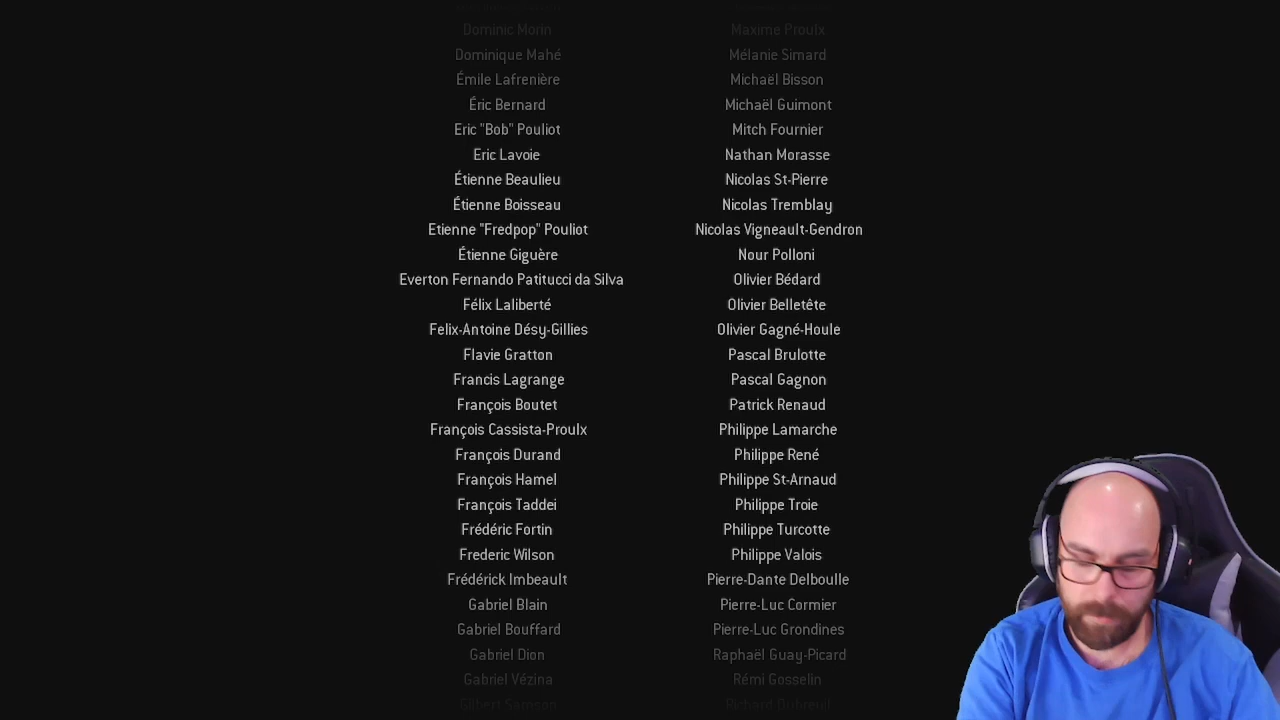 Dominic Morin
Dominique Mahé
Émile Lafrenière
Éric Bernard
Eric "Bob" Pouliot
Eric Lavoie
Étienne Beaulieu
Étienne Boisseau
Etienne "Fredpop" Pouliot
Étienne Giguère
Everton Fernando Patitucci da Silva
Félix Laliberté
Felix-Antoine Désy-Gillies
Flavie Gratton
Francis Lagrange
François Boutet
François Cassista-Proulx
François Durand
François Hamel
François Taddei
Frédéric Fortin
Frederic Wilson
Frédérick Imbeault
Gabriel Blain
Gabriel Bouffard
Gabriel Dion
Gabriel Vézina
Gilbert Samson
Maxime Proulx
Mélanie Simard
Michaël Bisson
Michaël Guimont
Mitch Fournier
Nathan Morasse
Nicolas St-Pierre
Nicolas Tremblay
Nicolas Vigneault-Gendron
Nour Polloni
Olivier Bédard
Olivier Belletête
Olivier Gagné-Houle
Pascal Brulotte
Pascal Gagnon
Patrick Renaud
Philippe Lamarche
Philippe René
Philippe St-Arnaud
Philippe Troie
Philippe Turcotte
Philippe Valois
Pierre-Dante Delboulle
Pierre-Luc Cormier
Pierre-Luc Grondines
Raphaël Guay-Picard
Rémi Gosselin
Richard Dubreuil